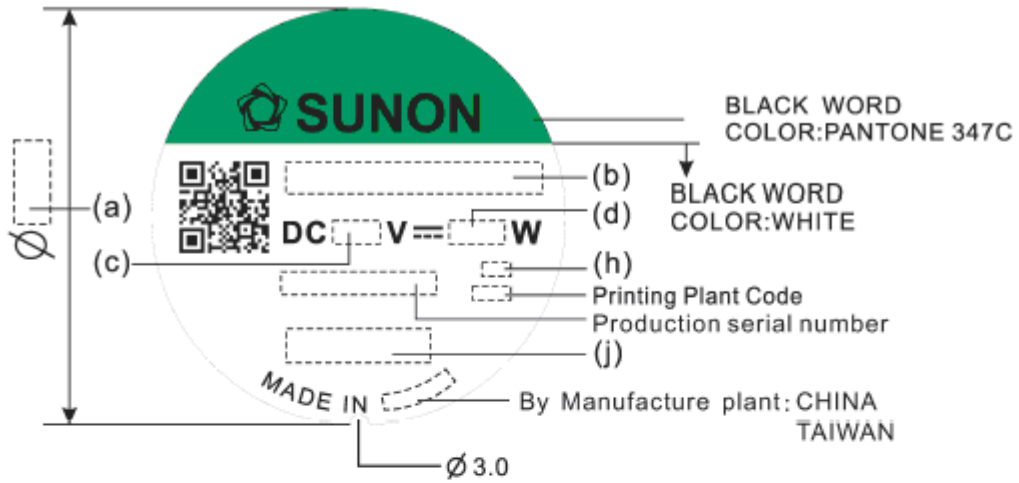 SUNON
BLACK WORD
COLOR:PANTONE 347C
BLACK WORD
COLOR:WHITE
(a)
(b)
DC V W
(d)
(c)
(h)
Printing Plant Code
Production serial number
(j)
MADE IN
By Manufacture plant: CHINA
TAIWAN
Ø
Ø 3.0